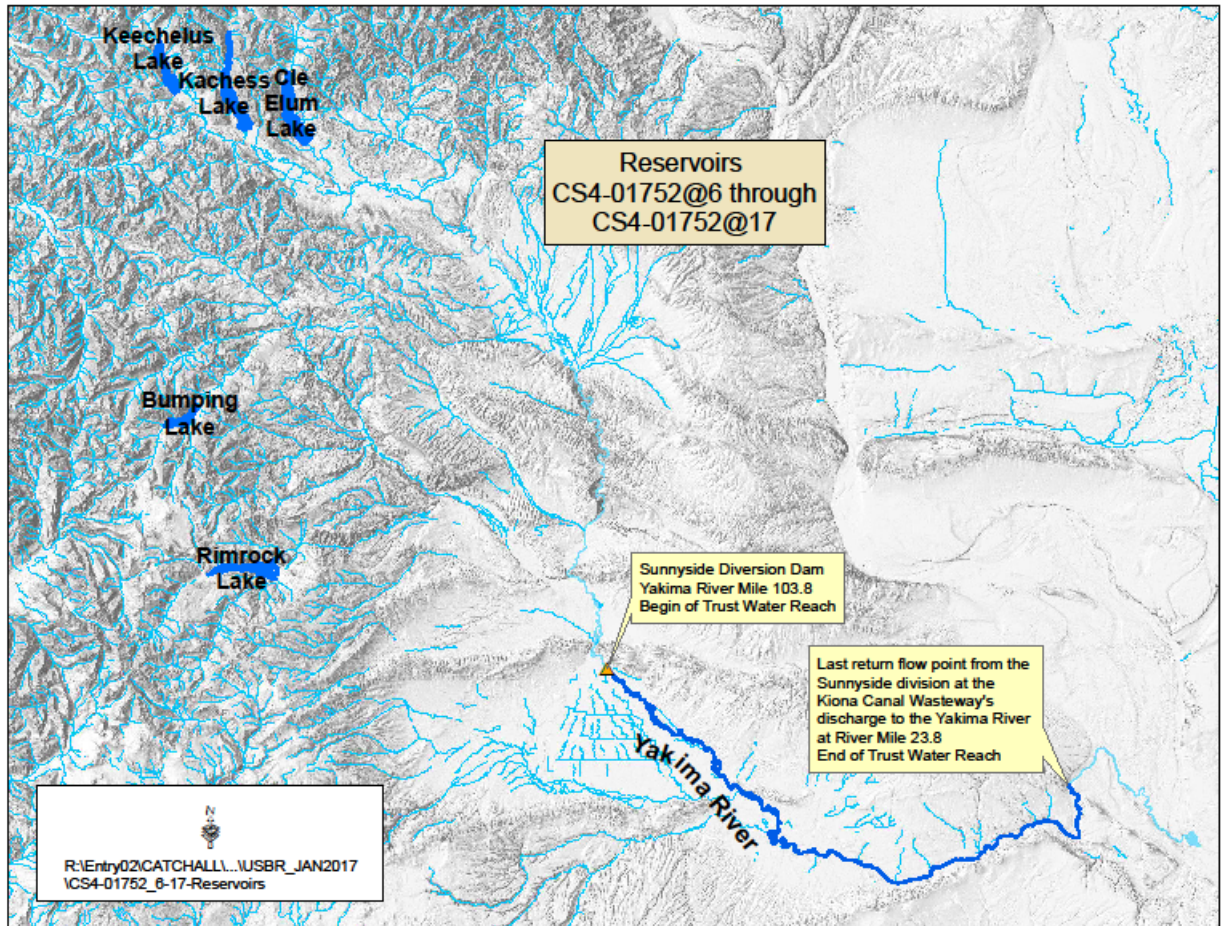 Keechelus
Lake
Kachess
Lake
Cle
Elum
Lake
Reservoirs
CS4-01752@6 through
CS4-01752@17
Bumping
Lake
Rimrock
Lake
Sunnyside Diversion Dam
Yakima River Mile 103.8
Begin of Trust Water Reach
Last return flow point from the
Sunnyside division at the
Kiona Canal Wasteway's
discharge to the Yakima River
at River Mile 23.8
End of Trust Water Reach
Yakima River
N
R:\Entry02\CATCHALL\...\USBR_JAN2017
\CS4-01752_6-17-Reservoirs